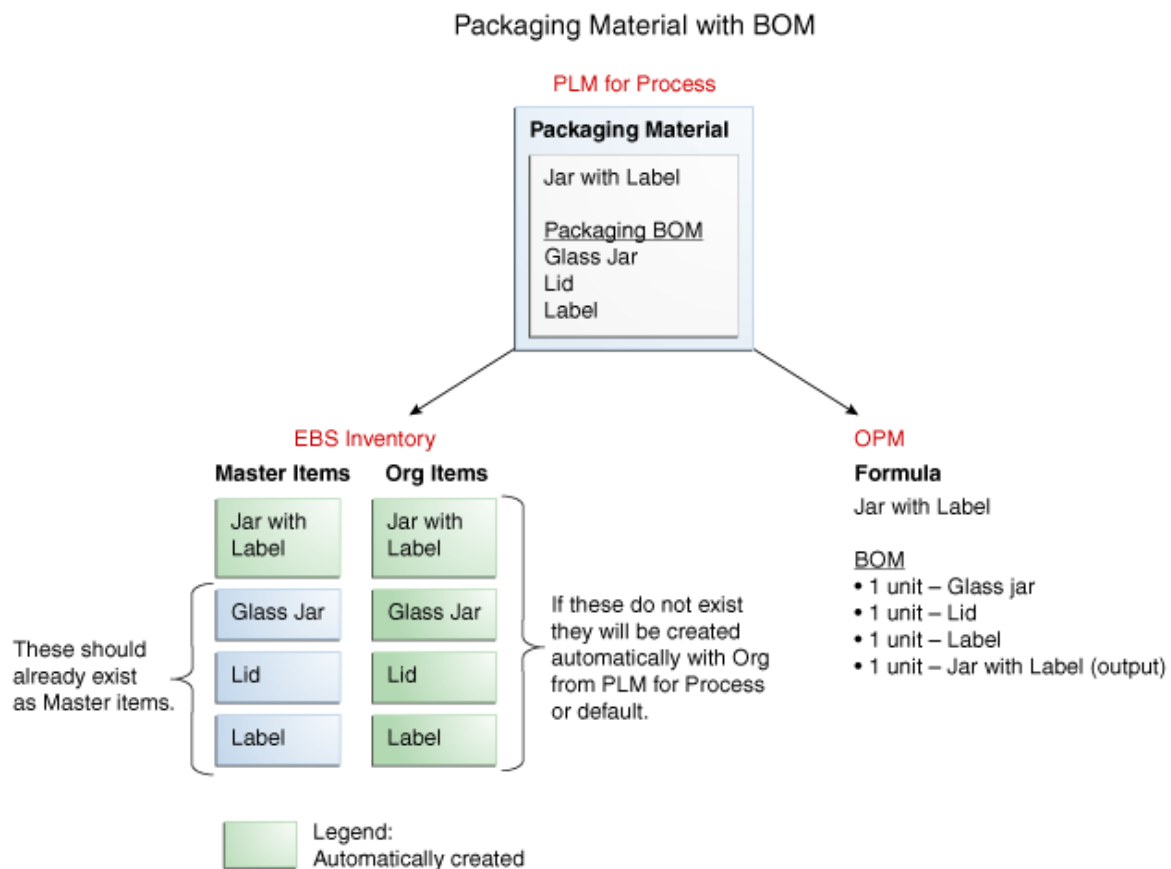 Packaging Material with BOM
PLM for Process
Packaging Material
Jar with Label
Packaging BOM
Glass Jar
Lid
Label
EBS Inventory
Master Items
Org Items
Jar with
Label
Jar with
Label
Glass Jar
Glass Jar
Lid
Lid
Label
Label
These should
already exist
as Master items.
If these do not exist
they will be created
automatically with Org
from PLM for Process
or default.
OPM
Formula
Jar with Label
BOM
• 1 unit – Glass jar
• 1 unit – Lid
• 1 unit – Label
• 1 unit – Jar with Label (output)
Legend:
Automatically created